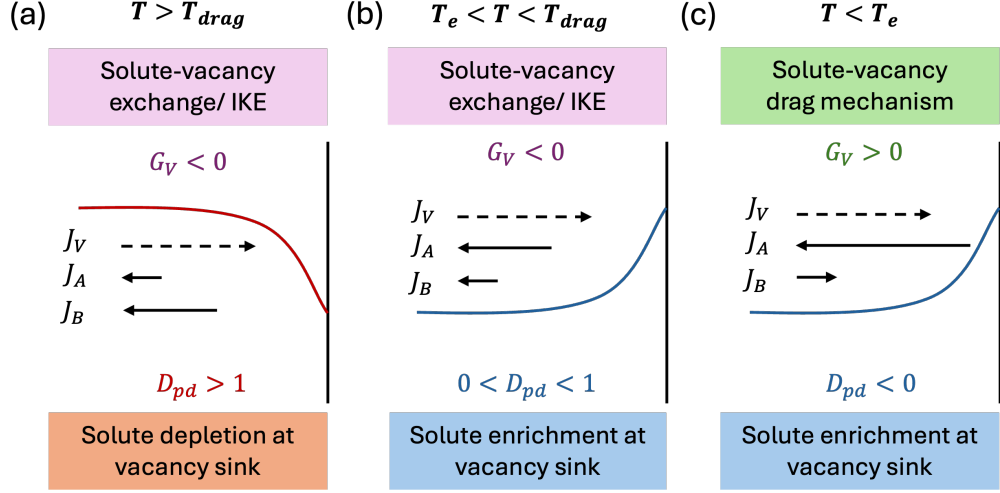 (a) T > T_drag
Solute-vacancy
exchange/ IKE
G_V < 0
J_V
J_A
J_B
D_pd > 1
Solute depletion at
vacancy sink
(b) T_e < T < T_drag
Solute-vacancy
exchange/ IKE
G_V < 0
J_V
J_A
J_B
0 < D_pd < 1
Solute enrichment at
vacancy sink
(c) T < T_e
Solute-vacancy
drag mechanism
G_V > 0
J_V
J_A
J_B
D_pd < 0
Solute enrichment at
vacancy sink